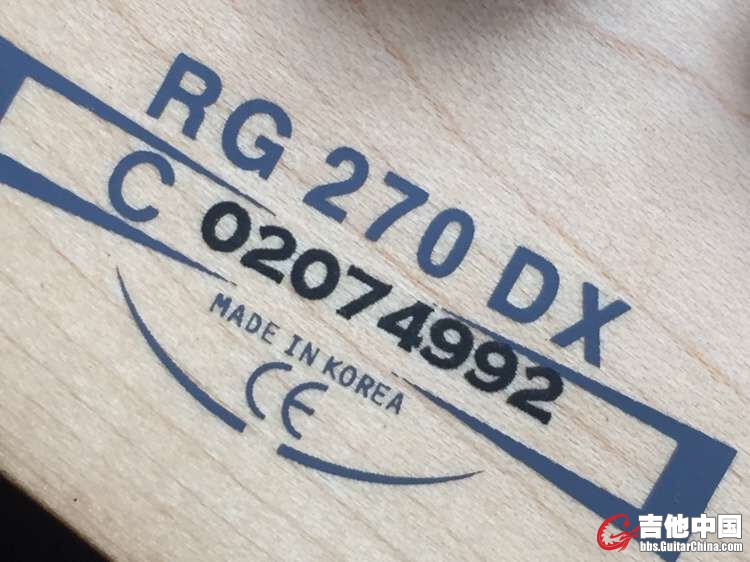 RG 270 DX
C 02074992
MADE IN KOREA
CE
吉他中国
bbs.GuitarChina.com